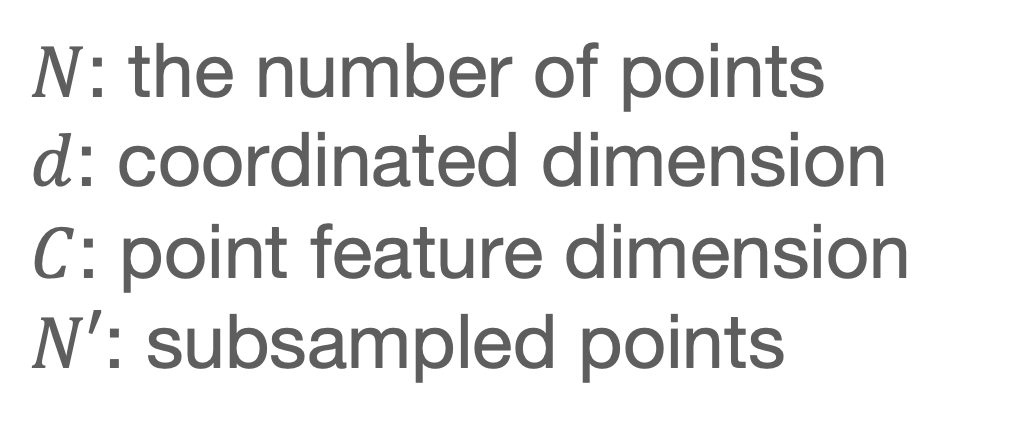 N: the number of points
d: coordinated dimension
C: point feature dimension
N′: subsampled points